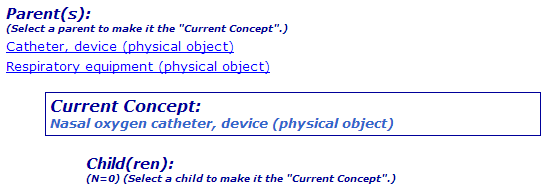 Parent(s):
(Select a parent to make it the "Current Concept".)
Catheter, device (physical object)
Respiratory equipment (physical object)
Current Concept:
Nasal oxygen catheter, device (physical object)
Child(ren):
(N=0) (Select a child to make it the "Current Concept".)